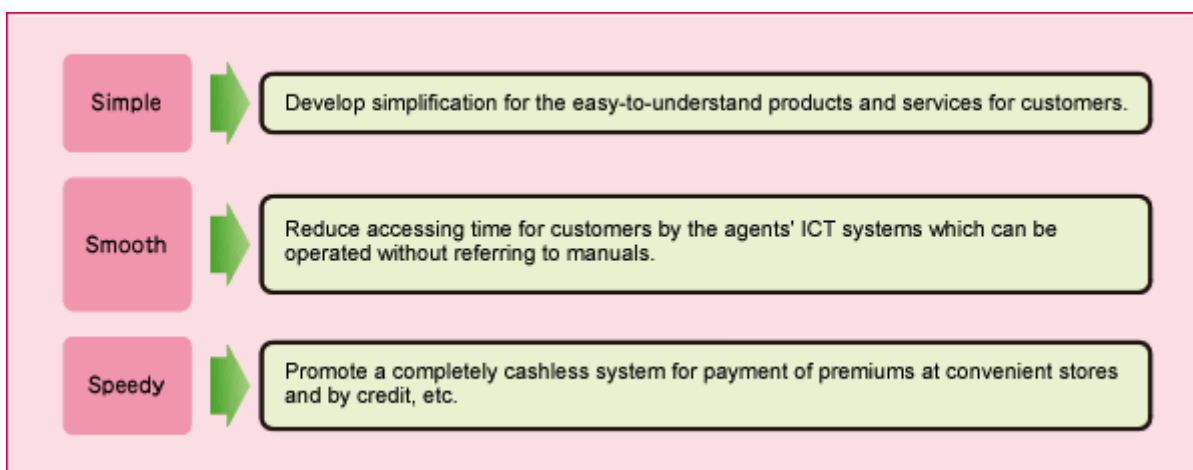 Simple
Develop simplification for the easy-to-understand products and services for customers.
Smooth
Reduce accessing time for customers by the agents' ICT systems which can be
operated without referring to manuals.
Speedy
Promote a completely cashless system for payment of premiums at convenient stores
and by credit, etc.